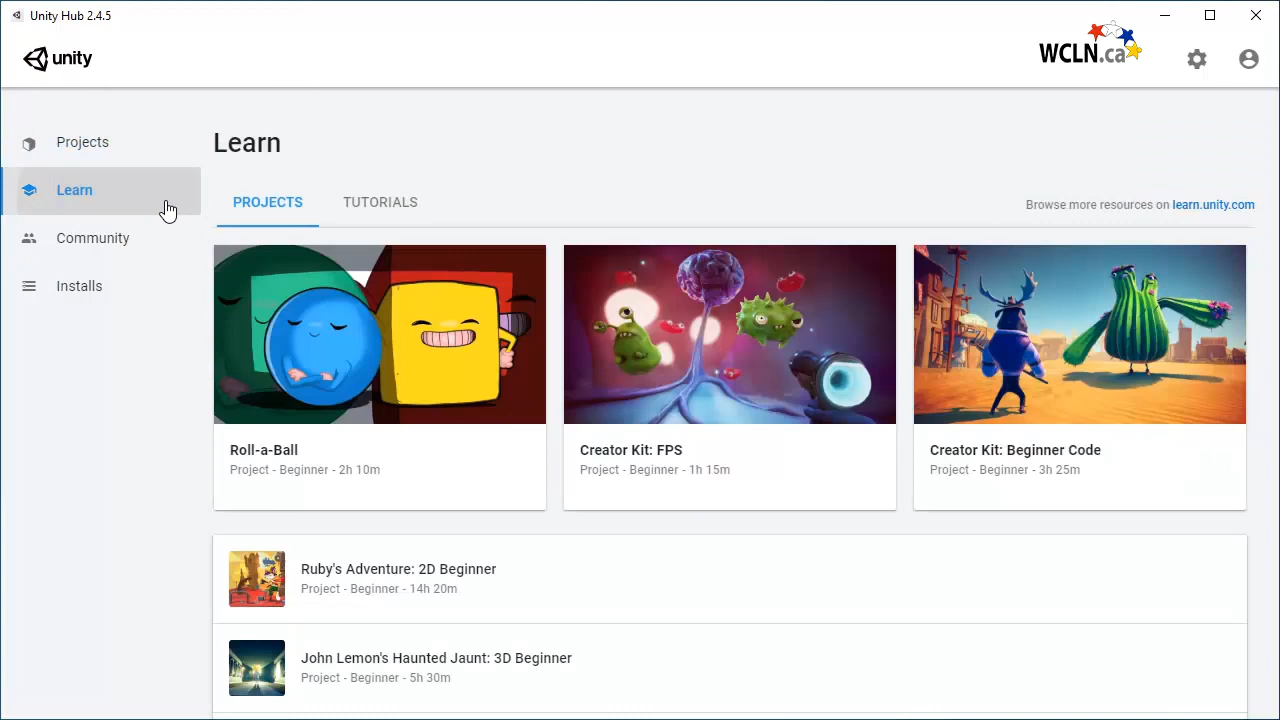 Unity Hub 2.4.5
unity
WCLN.ca
Projects
Learn
Community
Installs
Learn
PROJECTS
TUTORIALS
Browse more resources on learn.unity.com
Roll-a-Ball
Project - Beginner - 2h 10m
Creator Kit: FPS
Project - Beginner - 1h 15m
Creator Kit: Beginner Code
Project - Beginner - 3h 25m
Ruby's Adventure: 2D Beginner
Project - Beginner - 14h 20m
John Lemon's Haunted Jaunt: 3D Beginner
Project - Beginner - 5h 30m